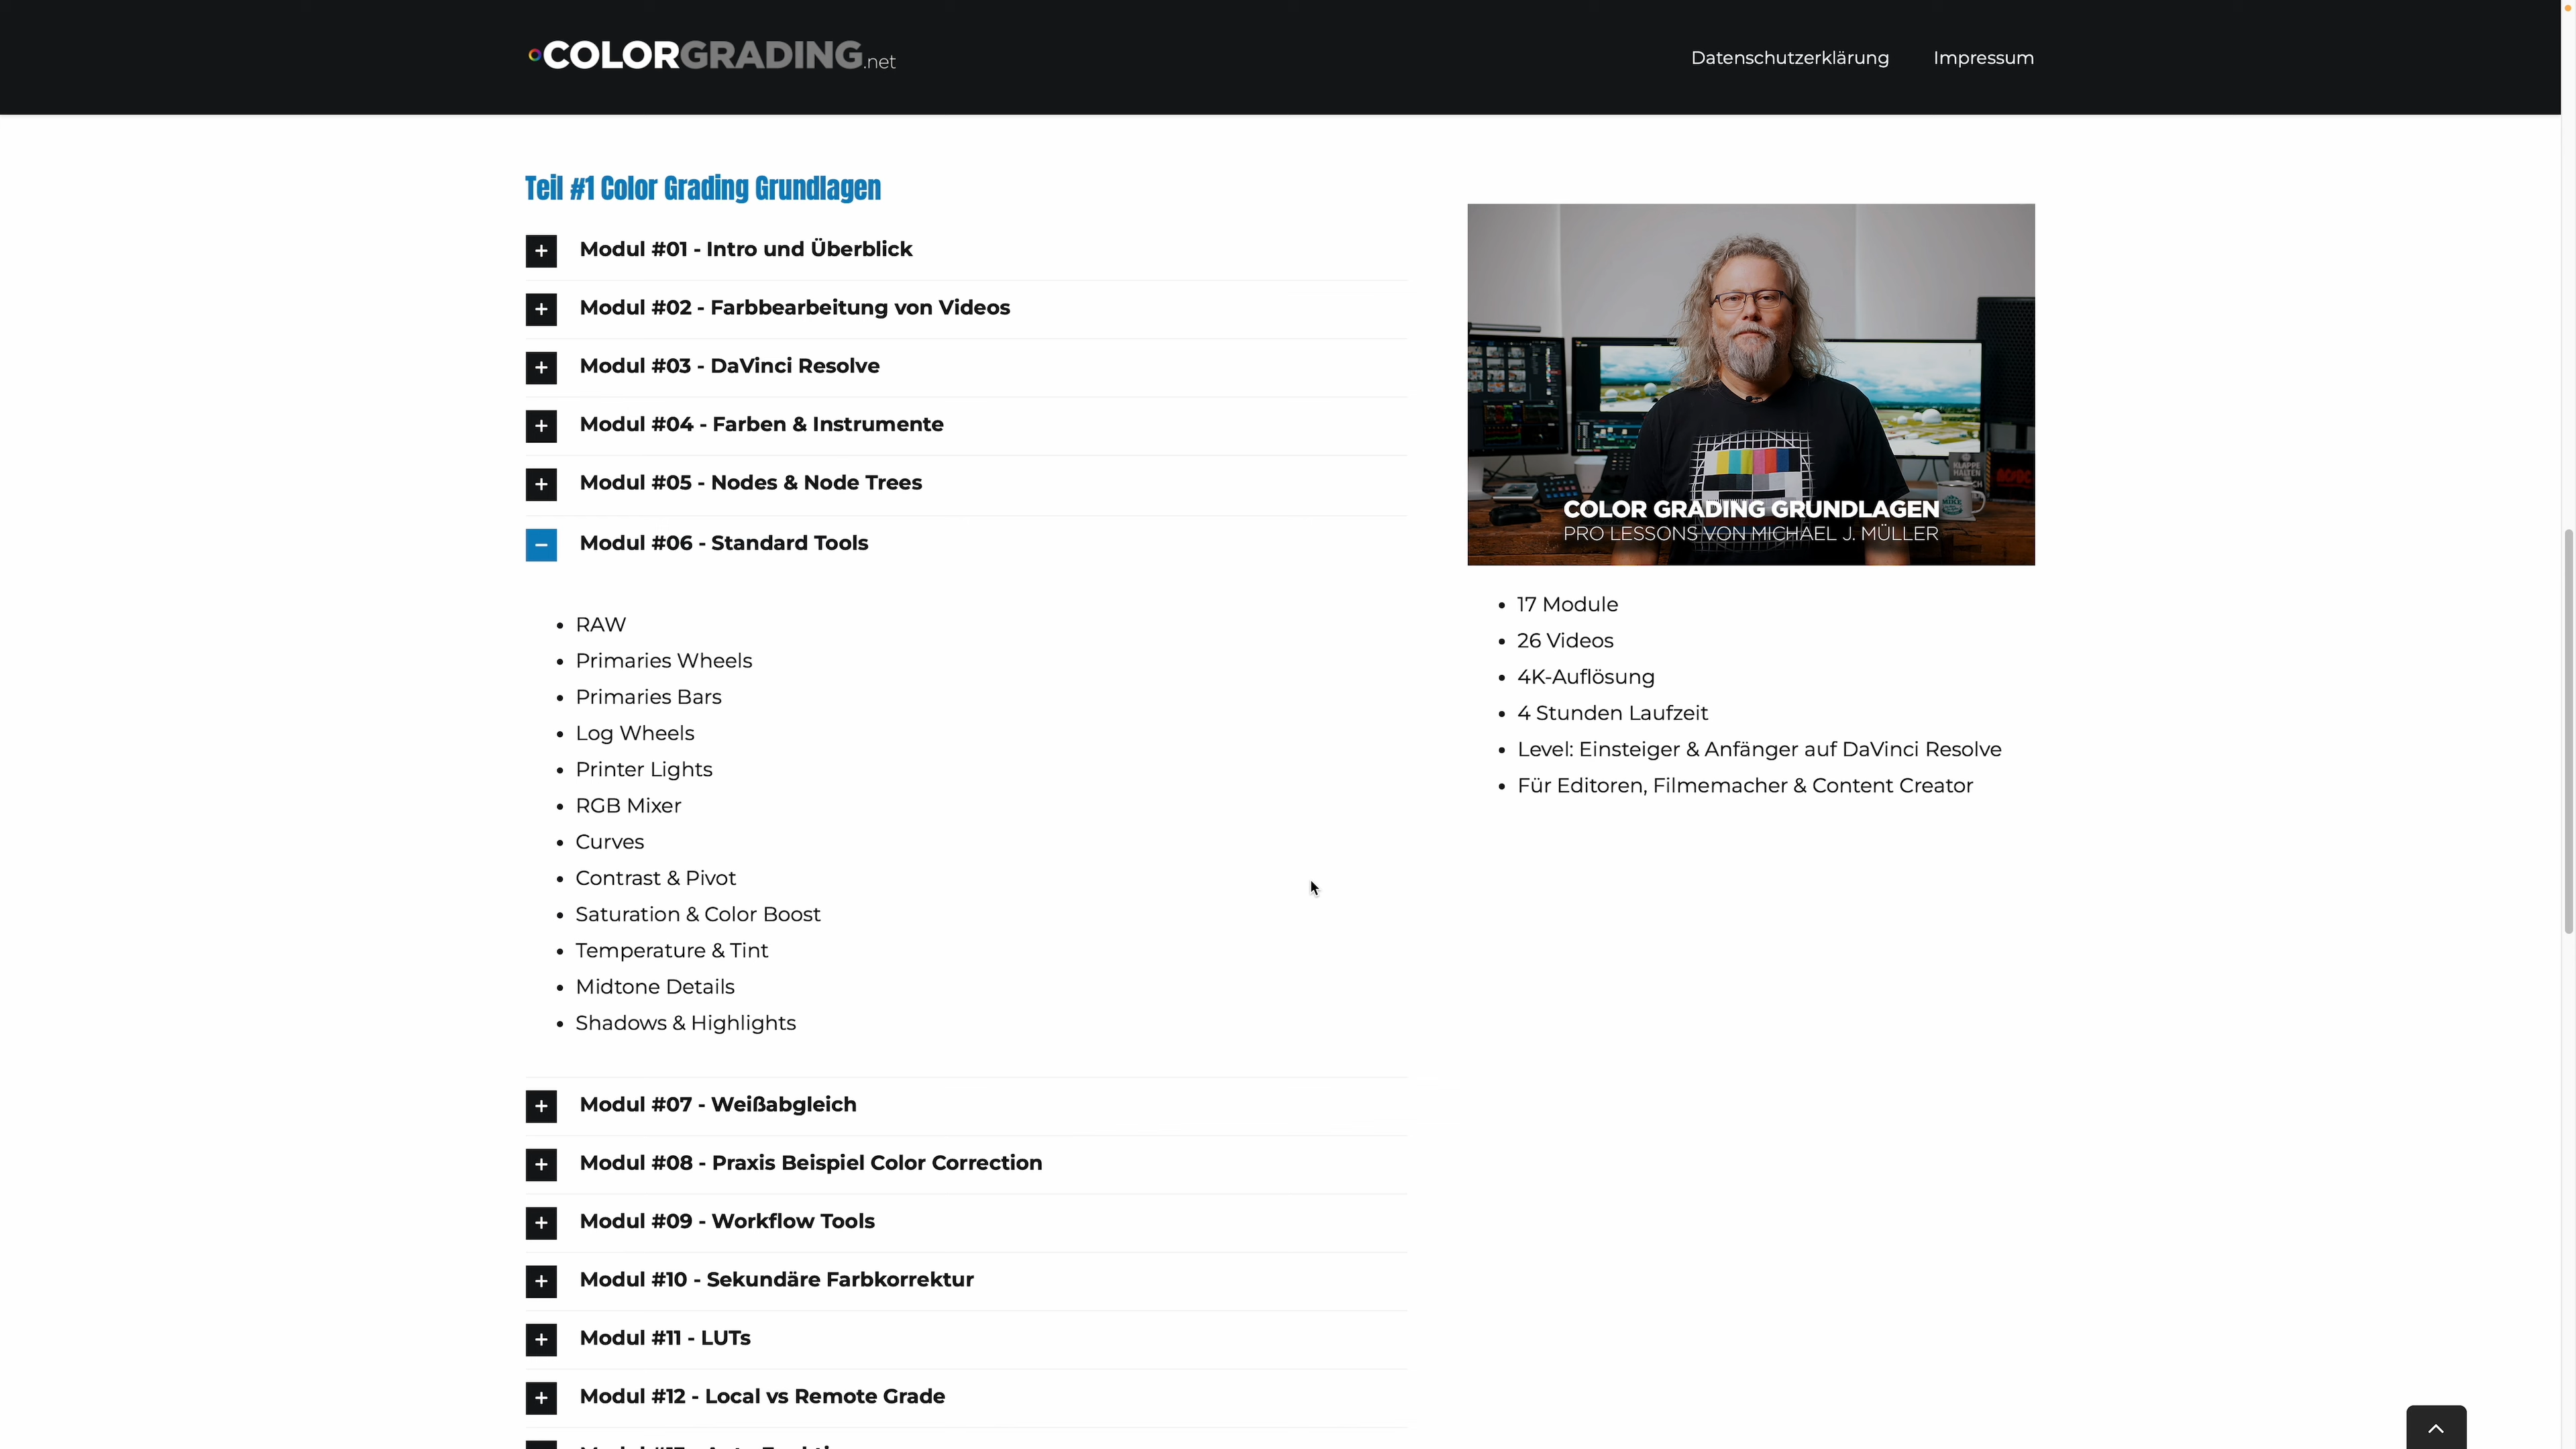 COLORGRADING.net
Datenschutzerklärung
Impressum
Teil #1 Color Grading Grundlagen
Modul #01 - Intro und Überblick
Modul #02 - Farbbearbeitung von Videos
Modul #03 - DaVinci Resolve
Modul #04 - Farben & Instrumente
Modul #05 - Nodes & Node Trees
Modul #06 - Standard Tools
RAW
Primaries Wheels
Primaries Bars
Log Wheels
Printer Lights
RGB Mixer
Curves
Contrast & Pivot
Saturation & Color Boost
Temperature & Tint
Midtone Details
Shadows & Highlights
Modul #07 - Weißabgleich
Modul #08 - Praxis Beispiel Color Correction
Modul #09 - Workflow Tools
Modul #10 - Sekundäre Farbkorrektur
Modul #11 - LUTs
Modul #12 - Local vs Remote Grade
KLAPPE
HALTEN
COLOR GRADING GRUNDLAGEN
PRO LESSONS VON MICHAEL J. MÜLLER
17 Module
26 Videos
4K-Auflösung
4 Stunden Laufzeit
Level: Einsteiger & Anfänger auf DaVinci Resolve
Für Editoren, Filmemacher & Content Creator